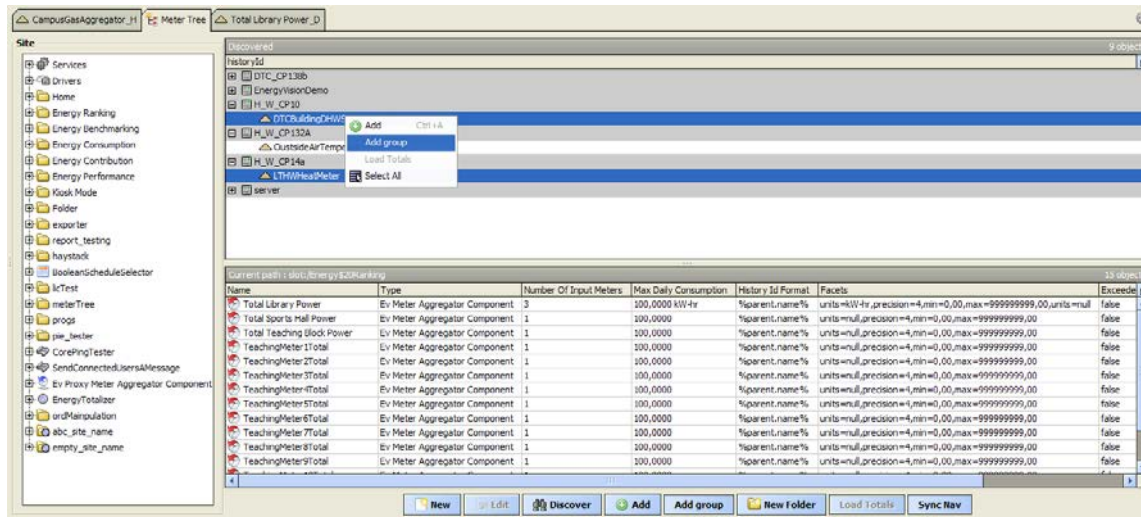 CampusGasAggregator_H Meter Tree Total Library Power_D
Site
Services
Drivers
Home
Energy Ranking
Energy Benchmarking
Energy Consumption
Energy Contribution
Energy Performance
Kiosk Mode
Folder
exporter
report_testing
haystack
BooleanScheduleSelector
licTest
meterTree
progs
pie_tester
CorePingTester
SendConnectedUsersAMessage
Ev Proxy Meter Aggregator Component
EnergyTotalizer
ordMainpulation
abc_site_name
empty_site_name
Discovered 9 object
historyId
DTC_CP138b
EnergyVisionDemo
H_W_CP10
DTCBuildingDHWS
H_W_CP132A
OustsideAirTempe
H_W_CP14a
LTHWHeatMeter
server
Add Ctrl+A
Add group
Load Totals
Select All
Current path : slot:/Energy$20Ranking 15 object
Name Type Number Of Input Meters Max Daily Consumption History Id Format Facets Exceede
Total Library Power Ev Meter Aggregator Component 3 100,0000 kW-hr %parent.name% units=kW-hr,precision=4,min=0,00,max=999999999,00,units=null false
Total Sports Hall Power Ev Meter Aggregator Component 1 100,0000 %parent.name% units=null,precision=4,min=0,00,max=999999999,00 false
Total Teaching Block Power Ev Meter Aggregator Component 1 100,0000 %parent.name% units=null,precision=4,min=0,00,max=999999999,00 false
TeachingMeter1Total Ev Meter Aggregator Component 1 100,0000 %parent.name% units=null,precision=4,min=0,00,max=999999999,00 false
TeachingMeter2Total Ev Meter Aggregator Component 1 100,0000 %parent.name% units=null,precision=4,min=0,00,max=999999999,00 false
TeachingMeter3Total Ev Meter Aggregator Component 1 100,0000 %parent.name% units=null,precision=4,min=0,00,max=999999999,00 false
TeachingMeter4Total Ev Meter Aggregator Component 1 100,0000 %parent.name% units=null,precision=4,min=0,00,max=999999999,00 false
TeachingMeter5Total Ev Meter Aggregator Component 1 100,0000 %parent.name% units=null,precision=4,min=0,00,max=999999999,00 false
TeachingMeter6Total Ev Meter Aggregator Component 1 100,0000 %parent.name% units=null,precision=4,min=0,00,max=999999999,00 false
TeachingMeter7Total Ev Meter Aggregator Component 1 100,0000 %parent.name% units=null,precision=4,min=0,00,max=999999999,00 false
TeachingMeter8Total Ev Meter Aggregator Component 1 100,0000 %parent.name% units=null,precision=4,min=0,00,max=999999999,00 false
TeachingMeter9Total Ev Meter Aggregator Component 1 100,0000 %parent.name% units=null,precision=4,min=0,00,max=999999999,00 false
New Edit Discover Add Add group New Folder Load Totals Sync Nav